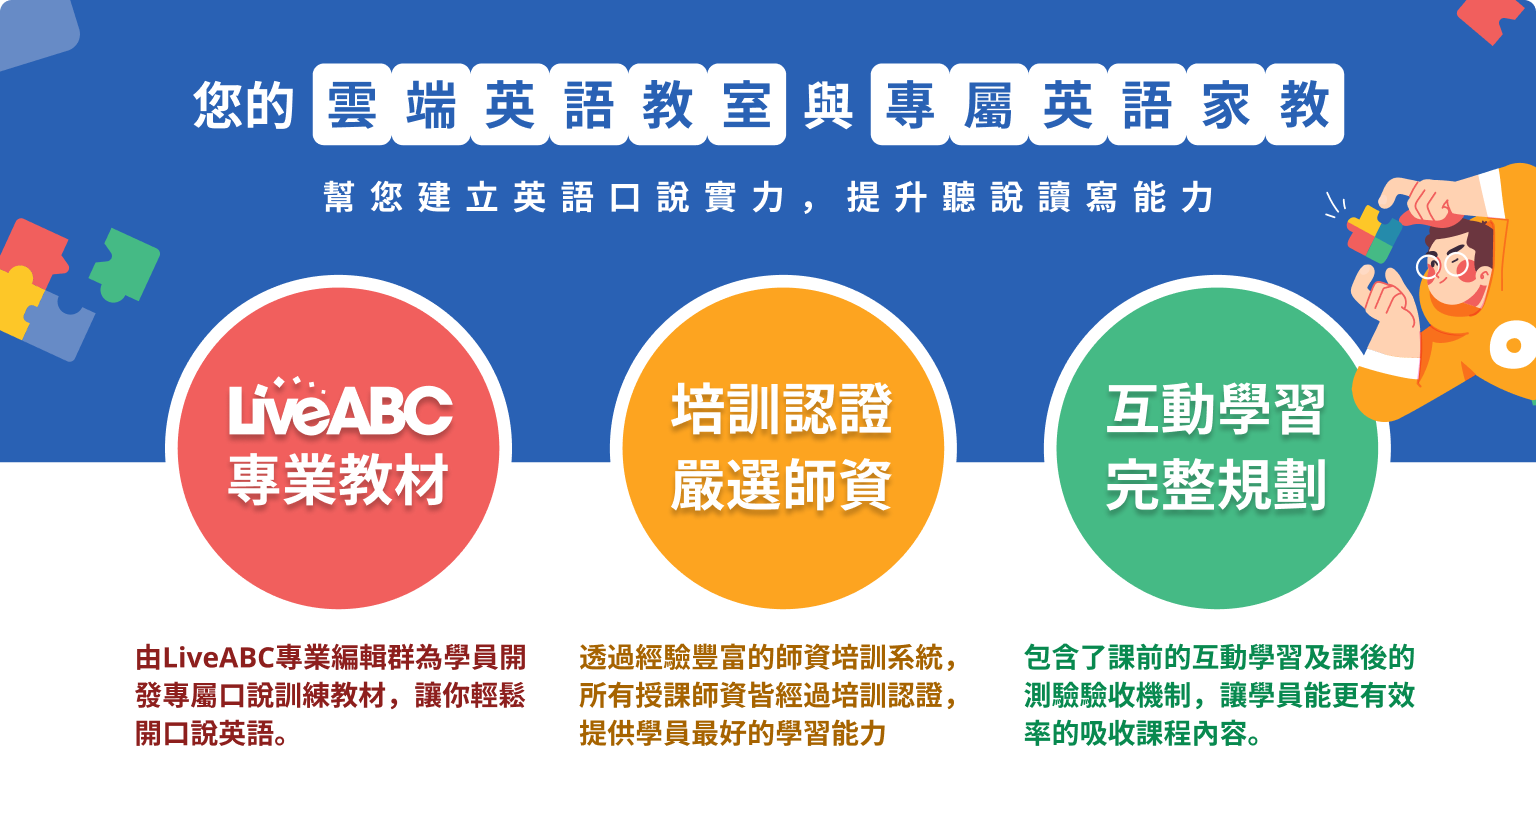 您的 雲端英語教室 與 專屬英語家教
幫您建立英語口說實力，提升聽說讀寫能力
LiveABC
專業教材
培訓認證
嚴選師資
互動學習
完整規劃
由LiveABC專業編輯群為學員開
發專屬口說訓練教材，讓你輕鬆
開口說英語。
透過經驗豐富的師資培訓系統，
所有授課師資皆經過培訓認證，
提供學員最好的學習能力
包含了課前的互動學習及課後的
測驗驗收機制，讓學員能更有效
率的吸收課程內容。